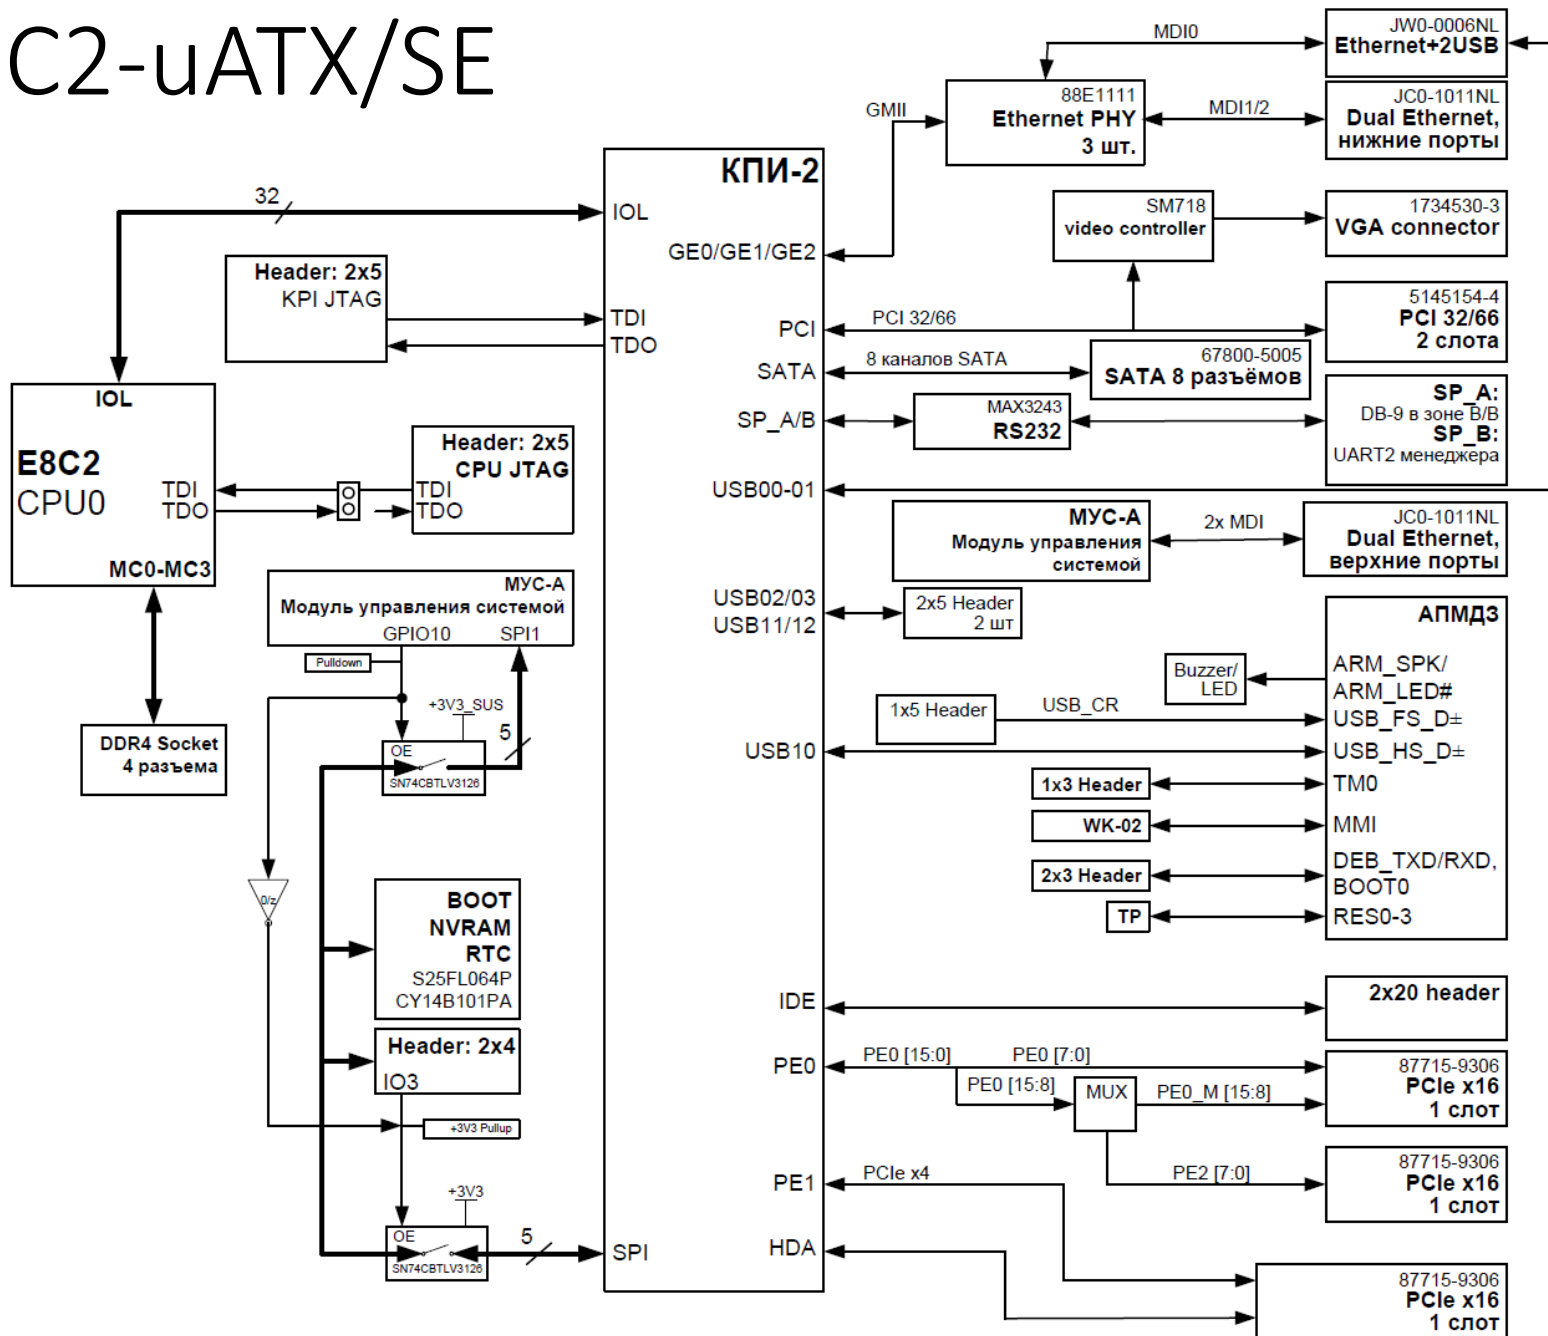 C2-uATX/SE
MDI0
JW0-0006NL
Ethernet+2USB
GMII
88E1111
Ethernet PHY
3 шт.
MDI1/2
JC0-1011NL
Dual Ethernet,
нижние порты
КПИ-2
32
IOL
GE0/GE1/GE2
SM718
video controller
1734530-3
VGA connector
Header: 2x5
KPI JTAG
TDI
TDO
PCI
PCI 32/66
5145154-4
PCI 32/66
2 слота
SATA
8 каналов SATA
67800-5005
SATA 8 разъёмов
SP_A/B
MAX3243
RS232
SP_A:
DB-9 в зоне В/В
SP_B:
UART2 менеджера
IOL
E8C2
CPU0
TDI
TDO
MC0-MC3
Header: 2x5
CPU JTAG
TDI
TDO
USB00-01
МУС-А
Модуль управления
системой
2x MDI
JC0-1011NL
Dual Ethernet,
верхние порты
МУС-А
Модуль управления системой
GPIO10
SPI1
Pulldown
USB02/03
USB11/12
2x5 Header
2 шт
АПМДЗ
Buzzer/
LED
ARM_SPK/
ARM_LED#
1x5 Header
USB_CR
USB_FS_D±
USB10
USB_HS_D±
1x3 Header
TM0
WK-02
MMI
2x3 Header
DEB_TXD/RXD,
BOOT0
TP
RES0-3
DDR4 Socket
4 разъема
+3V3_SUS
5
OE
SN74CBTLV3126
0/z
BOOT
NVRAM
RTC
S25FL064P
CY14B101PA
Header: 2x4
IO3
+3V3 Pullup
+3V3
OE
SN74CBTLV3126
5
SPI
IDE
2x20 header
PE0
PE0 [15:0]
PE0 [7:0]
PE0 [15:8]
MUX
PE0_M [15:8]
87715-9306
PCIe x16
1 слот
PE2 [7:0]
87715-9306
PCIe x16
1 слот
PE1
PCIe x4
HDA
87715-9306
PCIe x16
1 слот